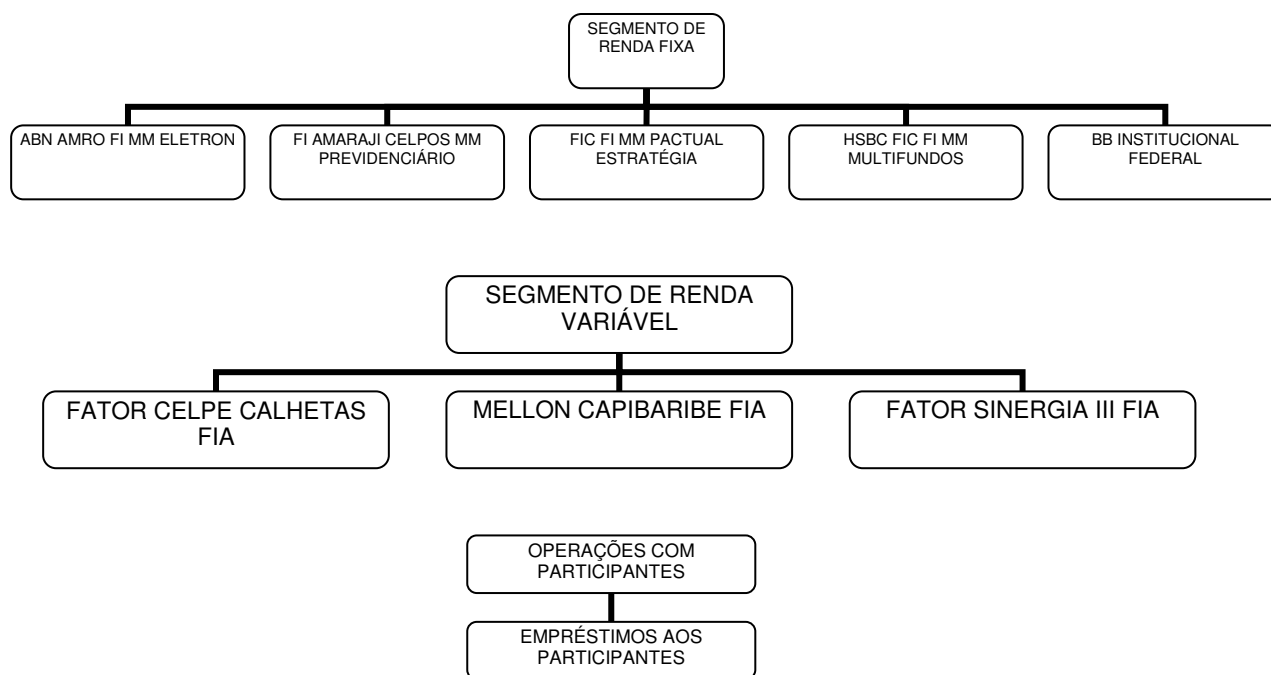 SEGMENTO DE
RENDA FIXA
ABN AMRO FI MM ELETRON
FI AMARAJI CELPOS MM
PREVIDENCIÁRIO
FIC FI MM PACTUAL
ESTRATÉGIA
HSBC FIC FI MM
MULTIFUNDOS
BB INSTITUCIONAL
FEDERAL
SEGMENTO DE RENDA
VARIÁVEL
FATOR CELPE CALHETAS
FIA
MELLON CAPIBARIBE FIA
FATOR SINERGIA III FIA
OPERAÇÕES COM
PARTICIPANTES
EMPRÉSTIMOS AOS
PARTICIPANTES